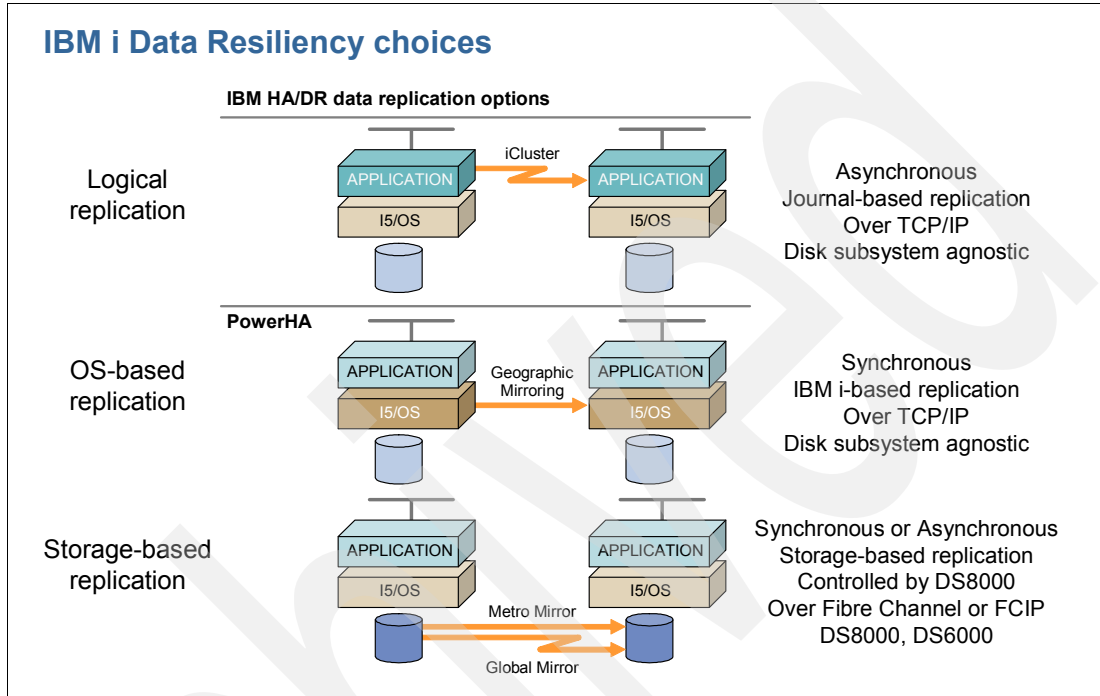 IBM i Data Resiliency choices
IBM HA/DR data replication options
Logical
replication
iCluster
APPLICATION
APPLICATION
I5/OS
I5/OS
Asynchronous
Journal-based replication
Over TCP/IP
Disk subsystem agnostic
PowerHA
OS-based
replication
Geographic
Mirroring
APPLICATION
APPLICATION
I5/OS
I5/OS
Synchronous
IBM i-based replication
Over TCP/IP
Disk subsystem agnostic
Storage-based
replication
APPLICATION
APPLICATION
I5/OS
I5/OS
Metro Mirror
Global Mirror
Synchronous or Asynchronous
Storage-based replication
Controlled by DS8000
Over Fibre Channel or FCIP
DS8000, DS6000